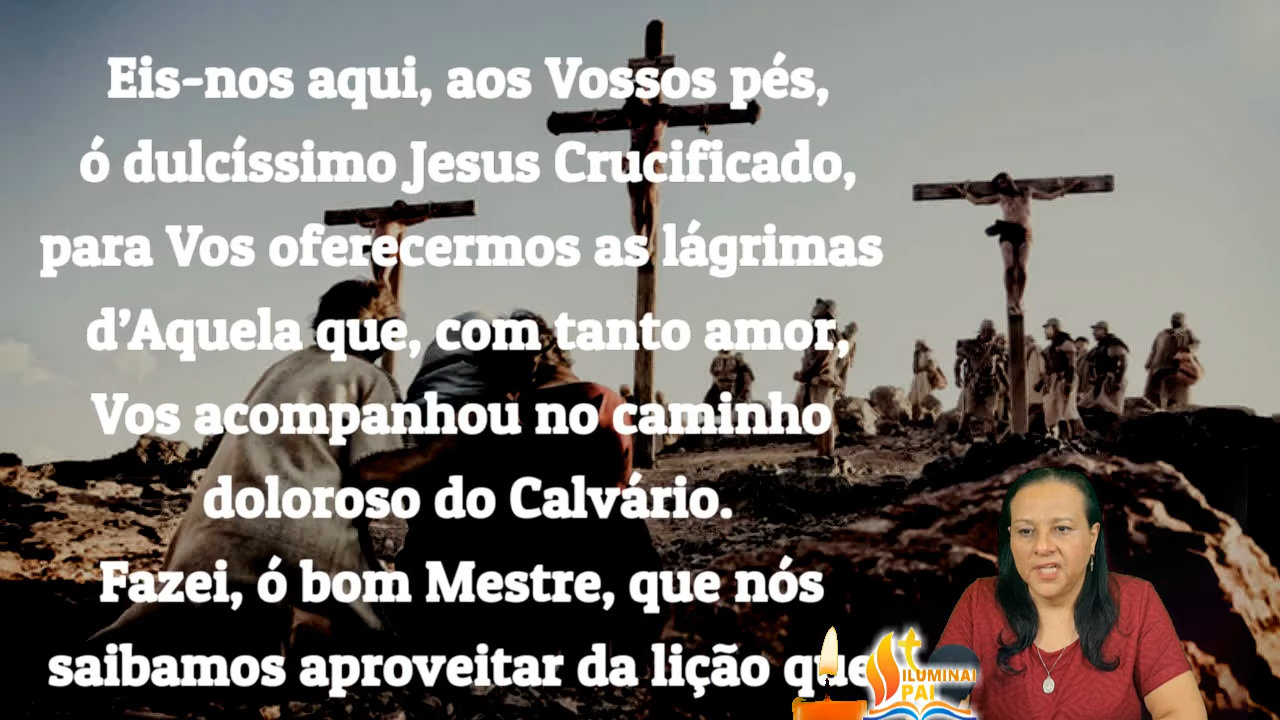 Eis-nos aqui, aos Vossos pés,
ó dulcíssimo Jesus Crucificado,
para Vos oferecermos as lágrimas
d’Aquela que, com tanto amor,
Vos acompanhou no caminho
doloroso do Calvário.
Fazei, ó bom Mestre, que nós
saibamos aproveitar da lição que
ILUMINAI
PAI